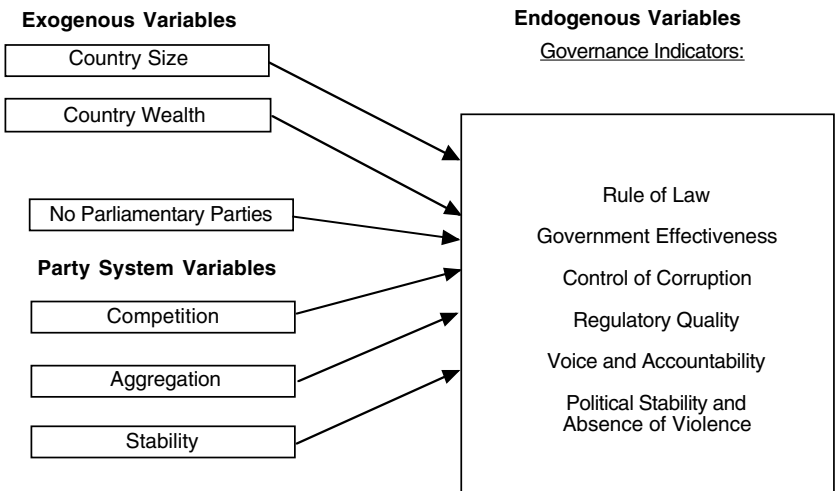 Exogenous Variables
Country Size
Country Wealth
No Parliamentary Parties
Party System Variables
Competition
Aggregation
Stability
Endogenous Variables
Governance Indicators:
Rule of Law
Government Effectiveness
Control of Corruption
Regulatory Quality
Voice and Accountability
Political Stability and
Absence of Violence